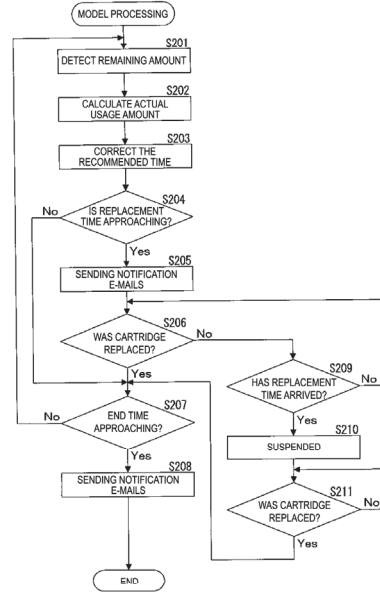 MODEL PROCESSING
S201
DETECT REMAINING AMOUNT
S202
CALCULATE ACTUAL
USAGE AMOUNT
S203
CORRECT THE
RECOMMENDED TIME
S204
IS REPLACEMENT
TIME APPROACHING?
No
Yes
S205
SENDING NOTIFICATION
E-MAILS
S206
WAS CARTRIDGE
REPLACED?
No
Yes
S209
HAS REPLACEMENT
TIME ARRIVED?
No
Yes
S207
END TIME
APPROACHING?
No
Yes
S210
SUSPENDED
S208
SENDING NOTIFICATION
E-MAILS
S211
WAS CARTRIDGE
REPLACED?
No
Yes
END